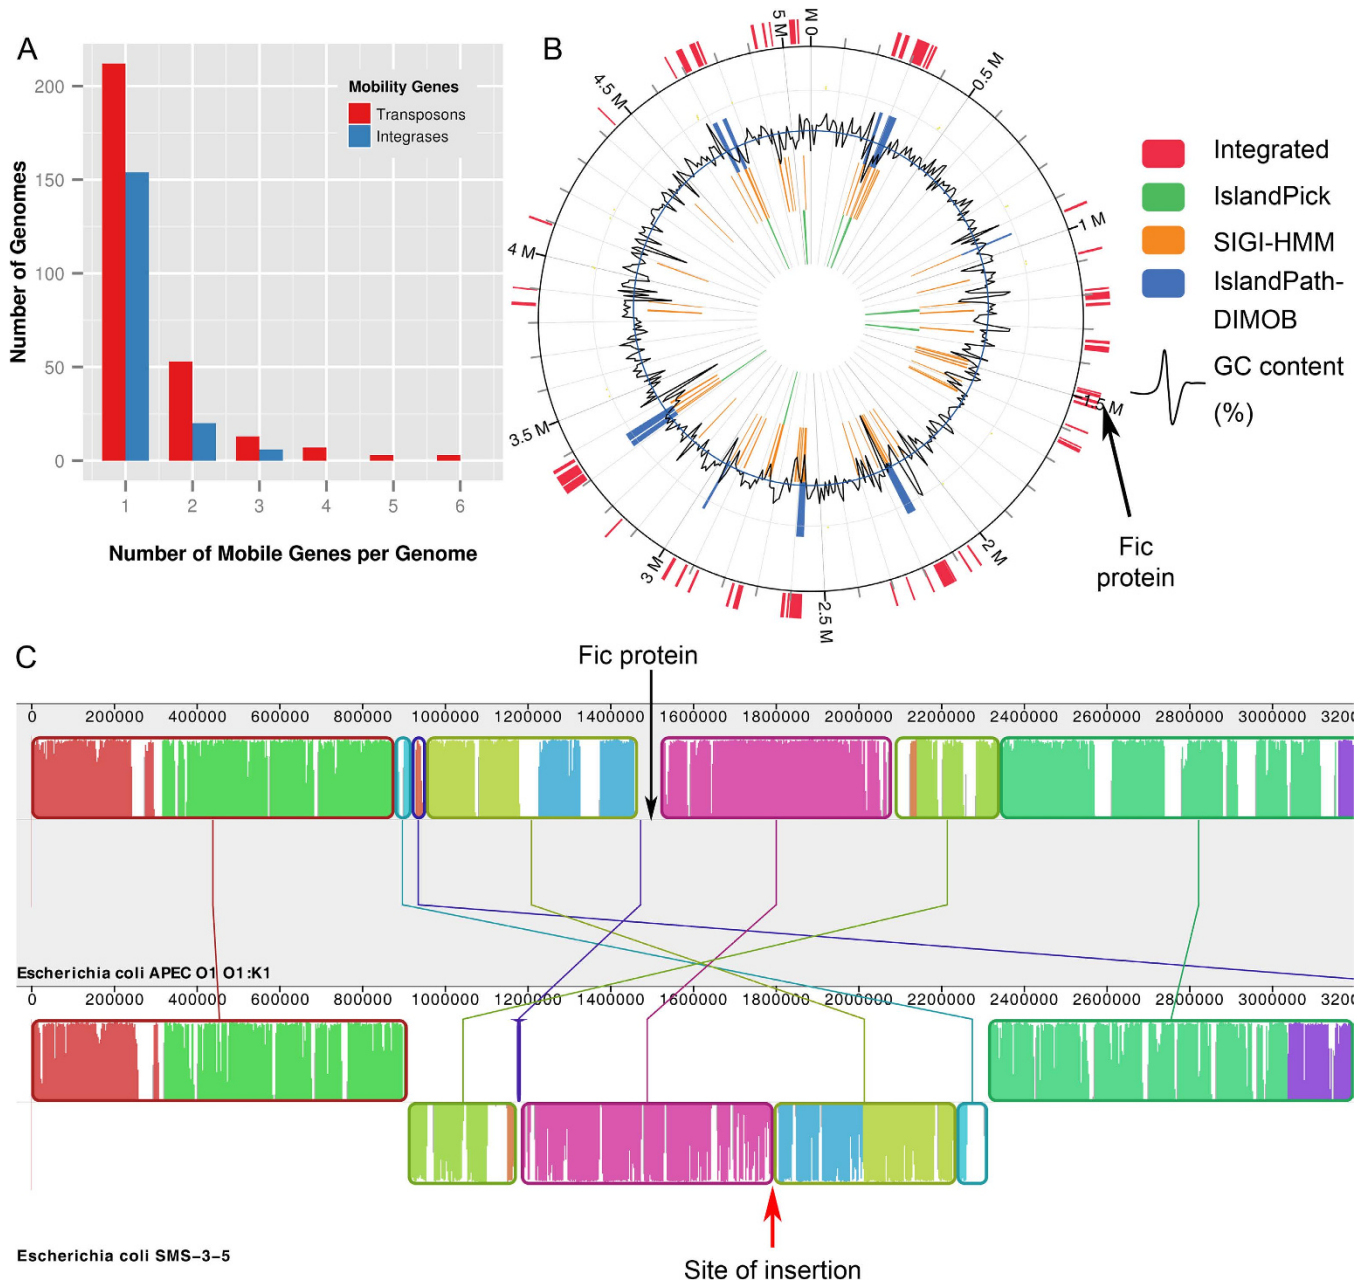 A
Number of Genomes
200
150
100
50
0
Mobility Genes
Transposons
Integrases
1 2 3 4 5 6
Number of Mobile Genes per Genome
B
0 M
0.5 M
1 M
1.5 M
2 M
2.5 M
3 M
3.5 M
4 M
4.5 M
5 M
Integrated
IslandPick
SIGI-HMM
IslandPath-
DIMOB
GC content
(%)
Fic
protein
C
Fic protein
0 200000 400000 600000 800000 1000000 1200000 1400000 1600000 1800000 2000000 2200000 2400000 2600000 2800000 3000000 3200
Escherichia coli APEC O1 O1:K1
0 200000 400000 600000 800000 1000000 1200000 1400000 1600000 1800000 2000000 2200000 2400000 2600000 2800000 3000000 3200
Escherichia coli SMS-3-5
Site of insertion